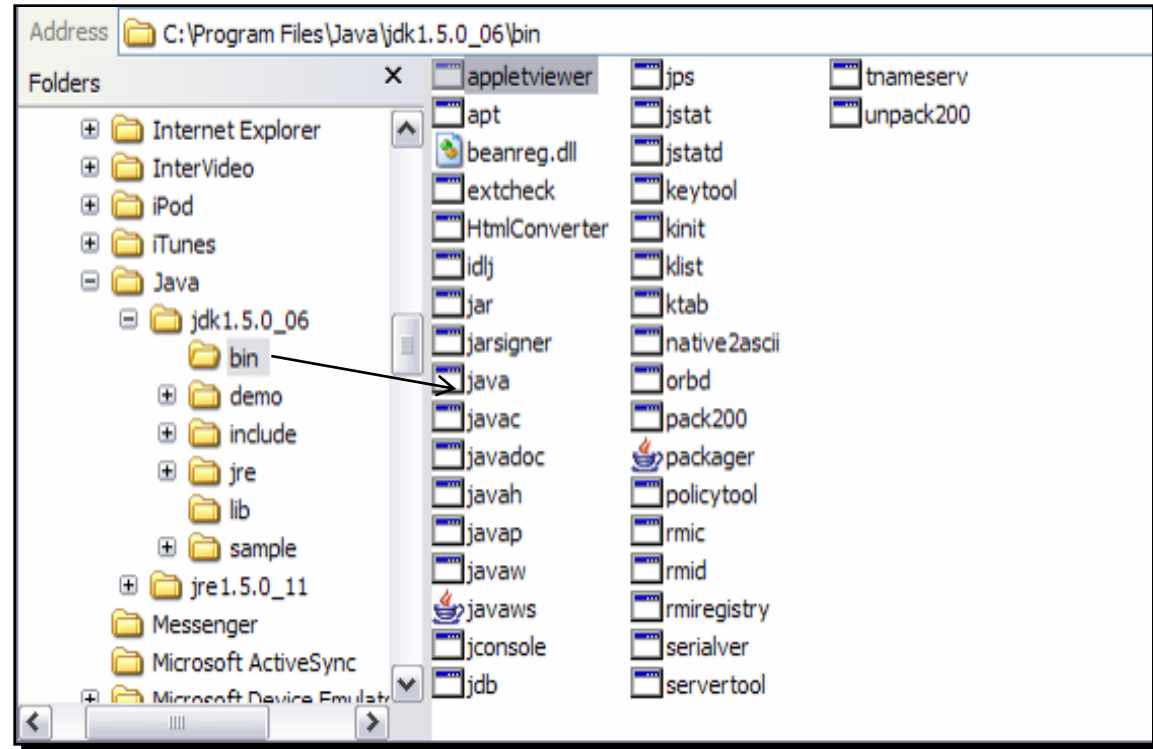 Address C:\Program Files\Java\jdk1.5.0_06\bin
Folders
Internet Explorer
InterVideo
iPod
iTunes
Java
jdk1.5.0_06
bin
demo
include
jre
lib
sample
jre1.5.0_11
Messenger
Microsoft ActiveSync
Microsoft Device
appletviewer
apt
beanreg.dll
extcheck
HtmlConverter
idlj
jar
jarsigner
java
javac
javadoc
javah
javap
javaw
javaws
jconsole
jdb
jps
jstat
jstatd
keytool
kinit
klist
ktab
native2ascii
orbd
pack200
packager
policytool
rmic
rmid
rmiregistry
serialver
servertool
tnameserv
unpack200